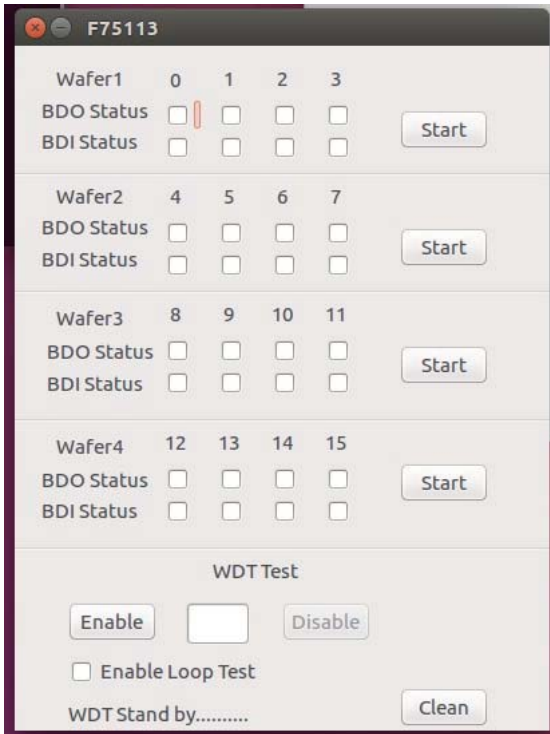 F75113
Wafer1 0 1 2 3
BDO Status
Start
BDI Status
Wafer2 4 5 6 7
BDO Status
Start
BDI Status
Wafer3 8 9 10 11
BDO Status
Start
BDI Status
Wafer4 12 13 14 15
BDO Status
Start
BDI Status
WDT Test
Enable Disable
Enable Loop Test
WDT Stand by.......... Clean